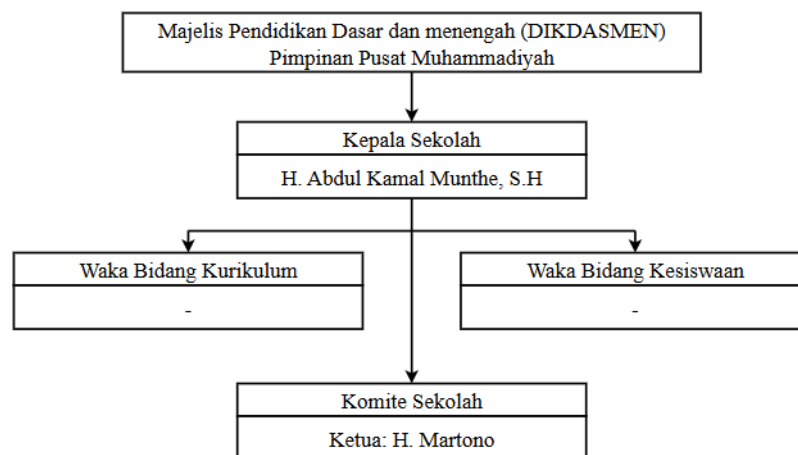 Majelis Pendidikan Dasar dan menengah (DIKDASMEN)
Pimpinan Pusat Muhammadiyah
Kepala Sekolah
H. Abdul Kamal Munthe, S.H
Waka Bidang Kurikulum
-
Waka Bidang Kesiswaan
-
Komite Sekolah
Ketua: H. Martono